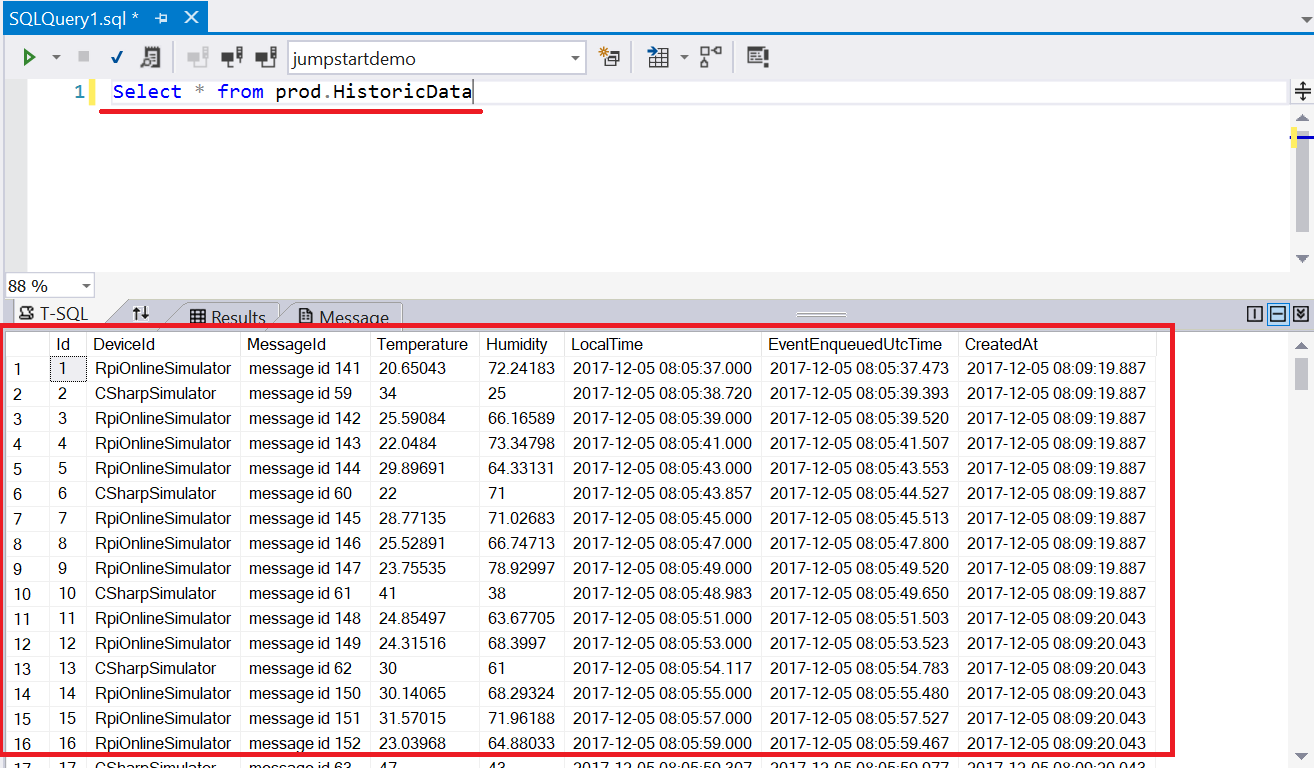 SQLQuery1.sql *
jumpstartdemo
1 Select * from prod.HistoricData
88 %
T-SQL Results Message
Id DeviceId MessageId Temperature Humidity LocalTime EventEnqueuedUtcTime CreatedAt
1 1 RpiOnlineSimulator message id 141 20.65043 72.24183 2017-12-05 08:05:37.000 2017-12-05 08:05:37.473 2017-12-05 08:09:19.887
2 2 CSharpSimulator message id 59 34 25 2017-12-05 08:05:38.720 2017-12-05 08:05:39.393 2017-12-05 08:09:19.887
3 3 RpiOnlineSimulator message id 142 25.59084 66.16589 2017-12-05 08:05:39.000 2017-12-05 08:05:39.520 2017-12-05 08:09:19.887
4 4 RpiOnlineSimulator message id 143 22.0484 73.34798 2017-12-05 08:05:41.000 2017-12-05 08:05:41.507 2017-12-05 08:09:19.887
5 5 RpiOnlineSimulator message id 144 29.89691 64.33131 2017-12-05 08:05:43.000 2017-12-05 08:05:43.553 2017-12-05 08:09:19.887
6 6 CSharpSimulator message id 60 22 71 2017-12-05 08:05:43.857 2017-12-05 08:05:44.527 2017-12-05 08:09:19.887
7 7 RpiOnlineSimulator message id 145 28.77135 71.02683 2017-12-05 08:05:45.000 2017-12-05 08:05:45.513 2017-12-05 08:09:19.887
8 8 RpiOnlineSimulator message id 146 25.52891 66.74713 2017-12-05 08:05:47.000 2017-12-05 08:05:47.800 2017-12-05 08:09:19.887
9 9 RpiOnlineSimulator message id 147 23.75535 78.92997 2017-12-05 08:05:49.000 2017-12-05 08:05:49.520 2017-12-05 08:09:19.887
10 10 CSharpSimulator message id 61 41 38 2017-12-05 08:05:48.983 2017-12-05 08:05:49.650 2017-12-05 08:09:19.887
11 11 RpiOnlineSimulator message id 148 24.85497 63.67705 2017-12-05 08:05:51.000 2017-12-05 08:05:51.503 2017-12-05 08:09:20.043
12 12 RpiOnlineSimulator message id 149 24.31516 68.3997 2017-12-05 08:05:53.000 2017-12-05 08:05:53.523 2017-12-05 08:09:20.043
13 13 CSharpSimulator message id 62 30 61 2017-12-05 08:05:54.117 2017-12-05 08:05:54.783 2017-12-05 08:09:20.043
14 14 RpiOnlineSimulator message id 150 30.14065 68.29324 2017-12-05 08:05:55.000 2017-12-05 08:05:55.480 2017-12-05 08:09:20.043
15 15 RpiOnlineSimulator message id 151 31.57015 71.96188 2017-12-05 08:05:57.000 2017-12-05 08:05:57.527 2017-12-05 08:09:20.043
16 16 RpiOnlineSimulator message id 152 23.03968 64.88033 2017-12-05 08:05:59.000 2017-12-05 08:05:59.467 2017-12-05 08:09:20.043
17 17 CSharpSimulator message id 63 47 43 2017-12-05 08:05:59.307 2017-12-05 08:05:59.977 2017-12-05 08:09:20.043